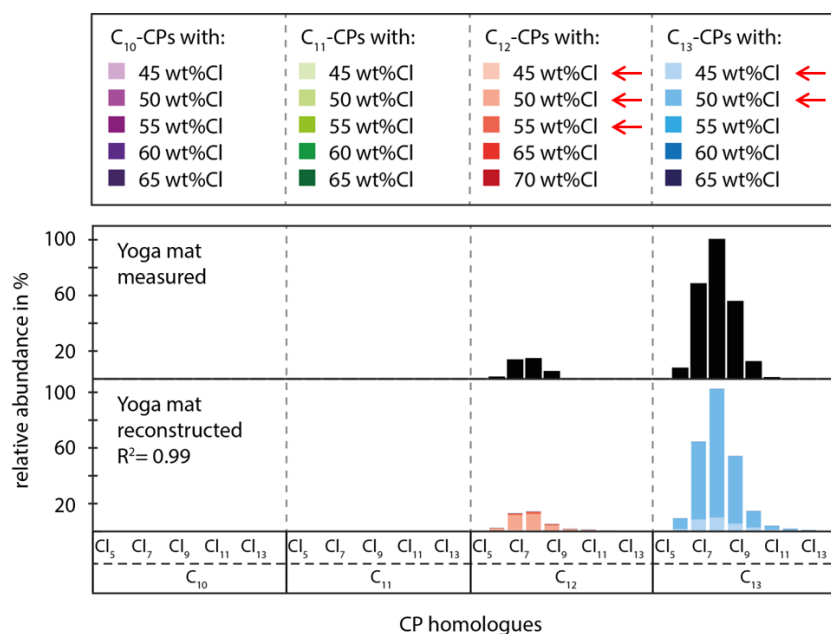 C₁₀-CPs with:
45 wt%Cl
50 wt%Cl
55 wt%Cl
60 wt%Cl
65 wt%Cl
C₁₁-CPs with:
45 wt%Cl
50 wt%Cl
55 wt%Cl
60 wt%Cl
65 wt%Cl
C₁₂-CPs with:
45 wt%Cl
50 wt%Cl
55 wt%Cl
65 wt%Cl
70 wt%Cl
C₁₃-CPs with:
45 wt%Cl
50 wt%Cl
55 wt%Cl
60 wt%Cl
65 wt%Cl
relative abundance in %
100
60
20
Yoga mat
measured
100
60
20
Yoga mat
reconstructed
R²= 0.99
Cl₅ Cl₇ Cl₉ Cl₁₁ Cl₁₃ Cl₅ Cl₇ Cl₉ Cl₁₁ Cl₁₃ Cl₅ Cl₇ Cl₉ Cl₁₁ Cl₁₃ Cl₅ Cl₇ Cl₉ Cl₁₁ Cl₁₃
C₁₀ C₁₁ C₁₂ C₁₃
CP homologues